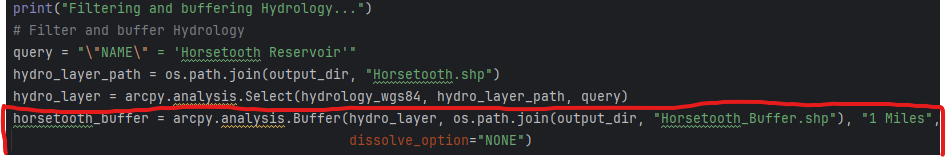 print("Filtering and buffering Hydrology...")
# Filter and buffer Hydrology
query = "\"NAME\" = 'Horsetooth Reservoir'"
hydro_layer_path = os.path.join(output_dir, "Horsetooth.shp")
hydro_layer = arcpy.analysis.Select(hydrology_wgs84, hydro_layer_path, query)
horsetooth_buffer = arcpy.analysis.Buffer(hydro_layer, os.path.join(output_dir, "Horsetooth_Buffer.shp"), "1 Miles",
dissolve_option="NONE")